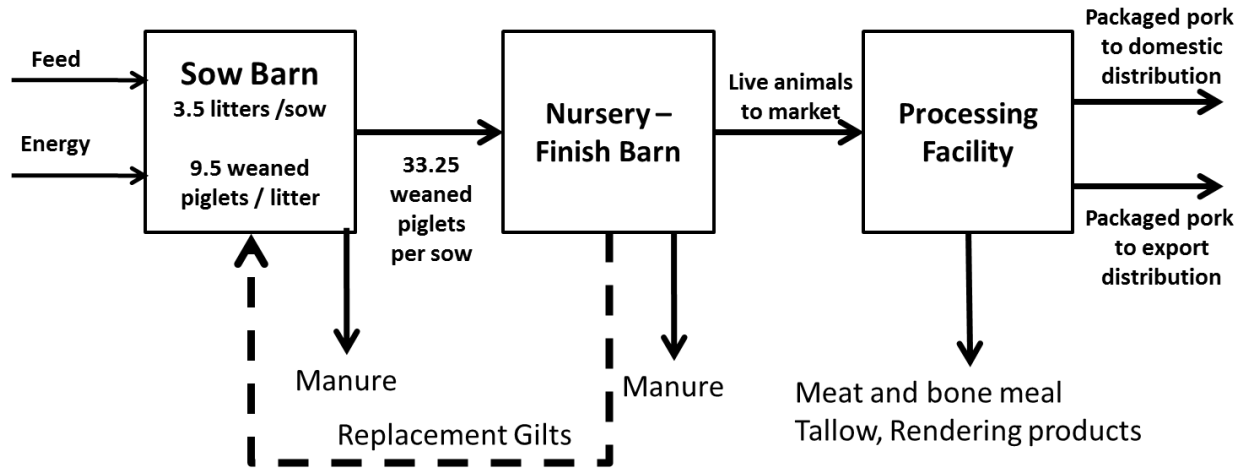 Feed
Energy
Sow Barn
3.5 litters /sow
9.5 weaned
piglets / litter
33.25
weaned
piglets
per sow
Nursery –
Finish Barn
Live animals
to market
Processing
Facility
Packaged pork
to domestic
distribution
Packaged pork
to export
distribution
Manure
Manure
Replacement Gilts
Meat and bone meal
Tallow, Rendering products